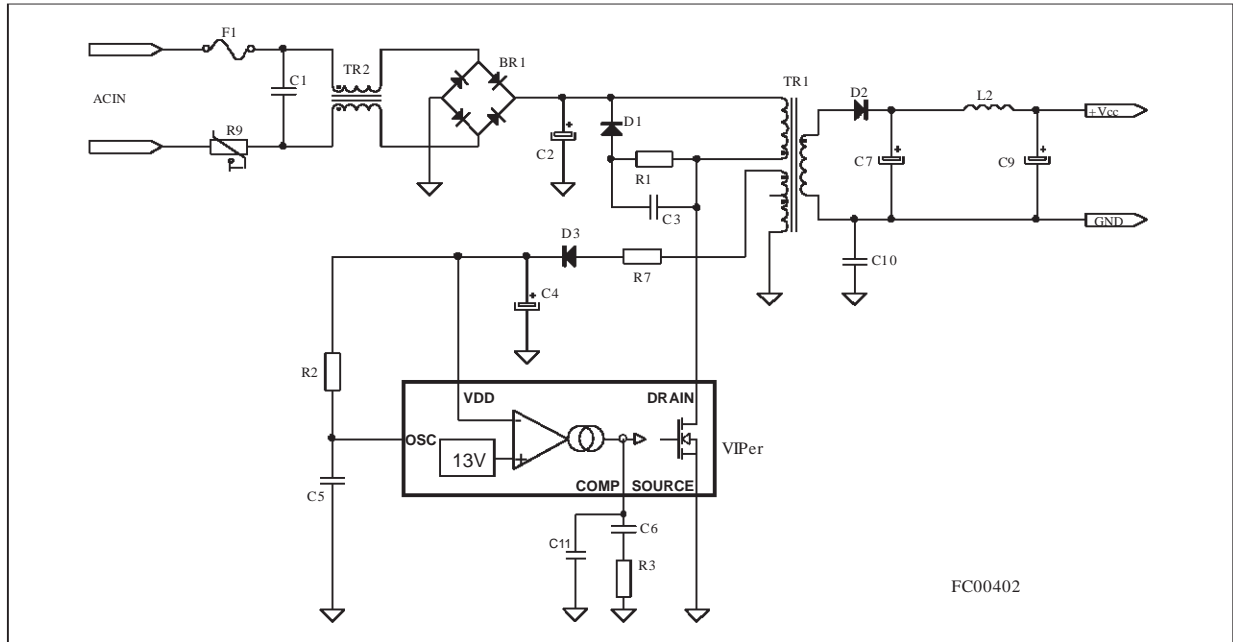 F1
TR2
BR1
C1
ACIN
R9
T
C2
D1
R1
C3
TR1
D2
L2
+Vcc
C7
C9
GND
C10
D3
R7
C4
R2
VDD
DRAIN
OSC
13V
VIPer
COMP
SOURCE
C5
C11
C6
R3
FC00402